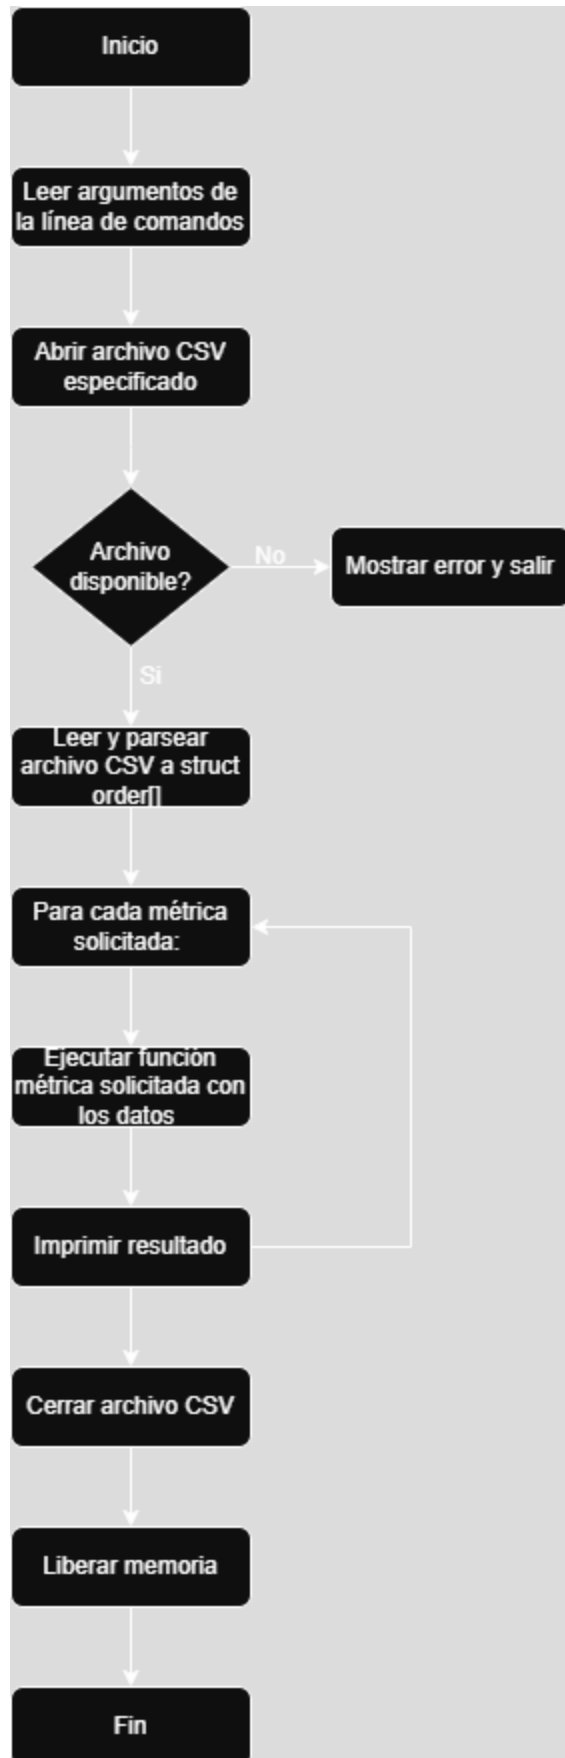 Inicio
Leer argumentos de
la línea de comandos
Abrir archivo CSV
especificado
Archivo
disponible?
No
Mostrar error y salir
Si
Leer y parsear
archivo CSV a struct
order[]
Para cada métrica
solicitada:
Ejecutar función
métrica solicitada con
los datos
Imprimir resultado
Cerrar archivo CSV
Liberar memoria
Fin